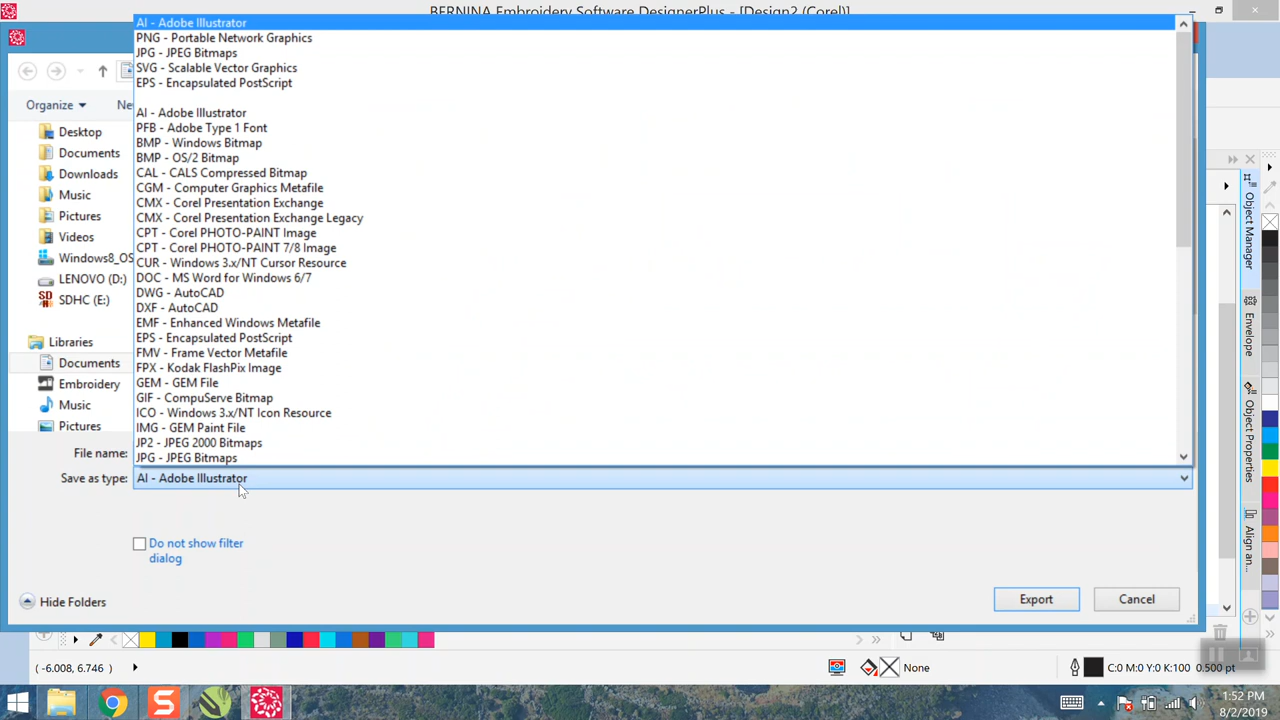 BERNINA Embroidery Software DesignerPlus - [Design2 (Corel)]
AI - Adobe Illustrator
PNG - Portable Network Graphics
JPG - JPEG Bitmaps
SVG - Scalable Vector Graphics
EPS - Encapsulated PostScript
AI - Adobe Illustrator
PFB - Adobe Type 1 Font
BMP - Windows Bitmap
BMP - OS/2 Bitmap
CAL - CALS Compressed Bitmap
CGM - Computer Graphics Metafile
CMX - Corel Presentation Exchange
CMX - Corel Presentation Exchange Legacy
CPT - Corel PHOTO-PAINT Image
CPT - Corel PHOTO-PAINT 7/8 Image
CUR - Windows 3.x/NT Cursor Resource
DOC - MS Word for Windows 6/7
DWG - AutoCAD
DXF - AutoCAD
EMF - Enhanced Windows Metafile
EPS - Encapsulated PostScript
FMV - Frame Vector Metafile
FPX - Kodak FlashPix Image
GEM - GEM File
GIF - CompuServe Bitmap
ICO - Windows 3.x/NT Icon Resource
IMG - GEM Paint File
JP2 - JPEG 2000 Bitmaps
JPG - JPEG Bitmaps
Organize
Desktop
Documents
Downloads
Music
Pictures
Videos
Windows8_OS
LENOVO (D:)
SDHC (E:)
Libraries
Documents
Embroidery
Music
Pictures
File name:
Save as type: AI - Adobe Illustrator
Do not show filter
dialog
Hide Folders
Export
Cancel
Object Manager
Envelope
Object Properties
Align an...
(-6.008, 6.746)
None
C:0 M:0 Y:0 K:100 0.500 pt
1:52 PM
8/2/2019